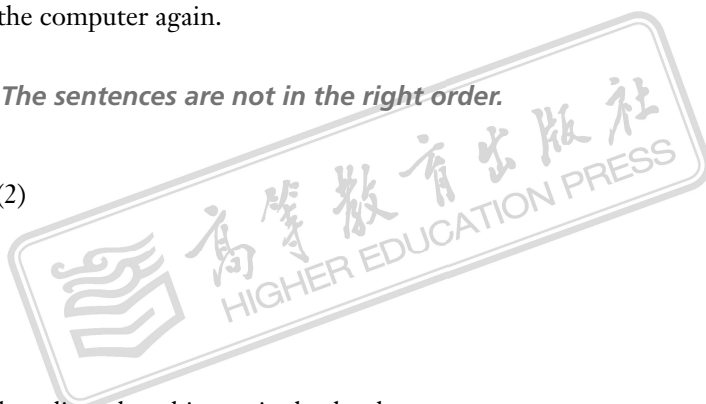 the computer again.
The sentences are not in the right order.
(2)
高等教育出版社
HIGHER EDUCATION PRESS